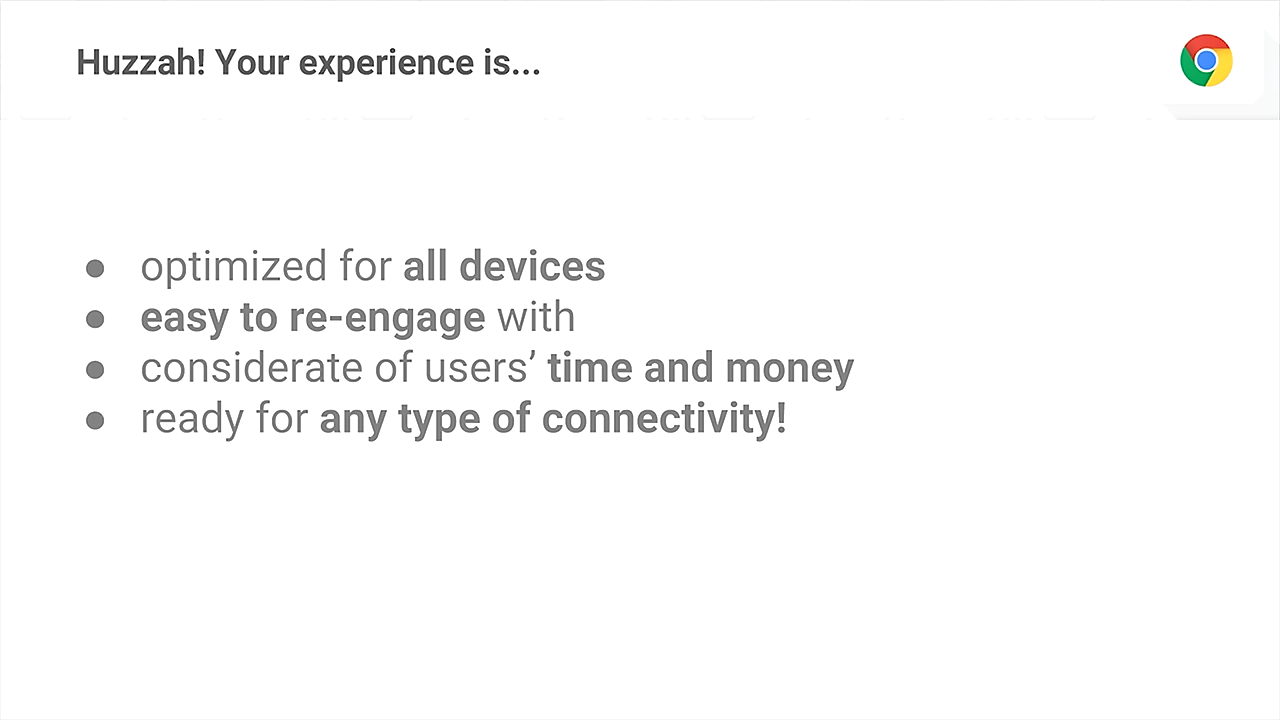 Huzzah! Your experience is...
● optimized for all devices
● easy to re-engage with
● considerate of users’ time and money
● ready for any type of connectivity!